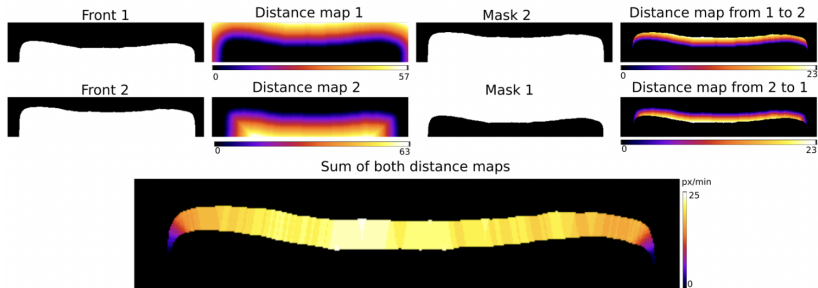 Front 1
Distance map 1
Mask 2
Distance map from 1 to 2
0
57
0
23
Front 2
Distance map 2
Mask 1
Distance map from 2 to 1
0
63
0
23
Sum of both distance maps
px/min
25
0